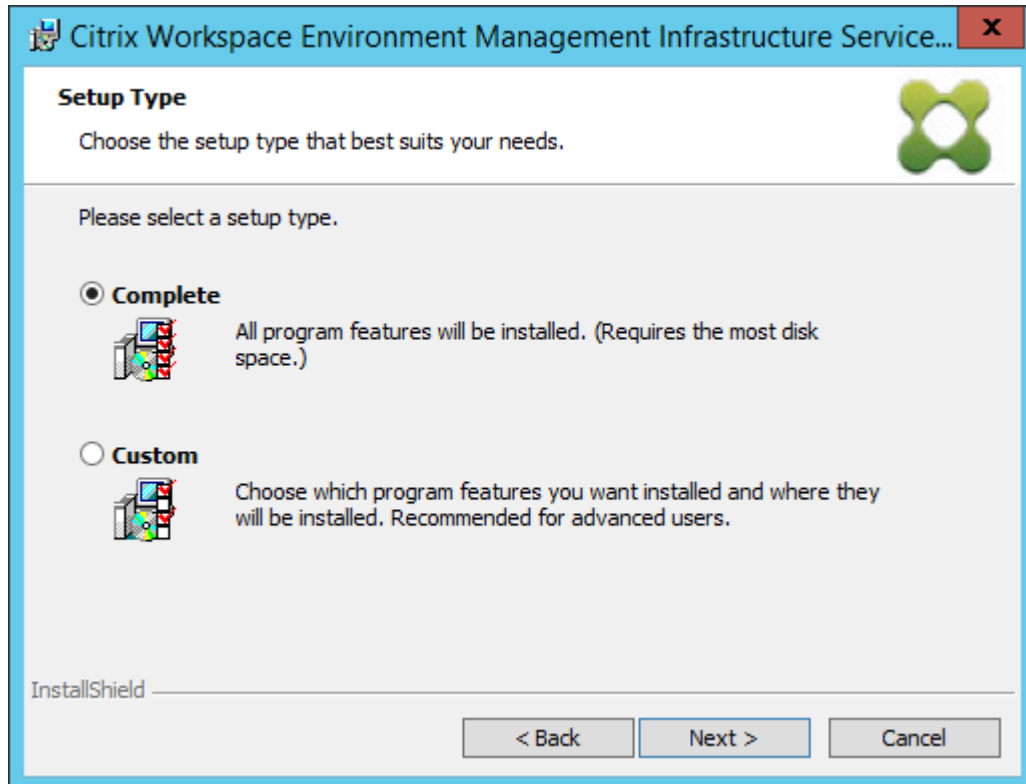 Citrix Workspace Environment Management Infrastructure Service...
x
Setup Type
Choose the setup type that best suits your needs.
Please select a setup type.
Complete
All program features will be installed. (Requires the most disk
space.)
Custom
Choose which program features you want installed and where they
will be installed. Recommended for advanced users.
InstallShield
< Back
Next >
Cancel